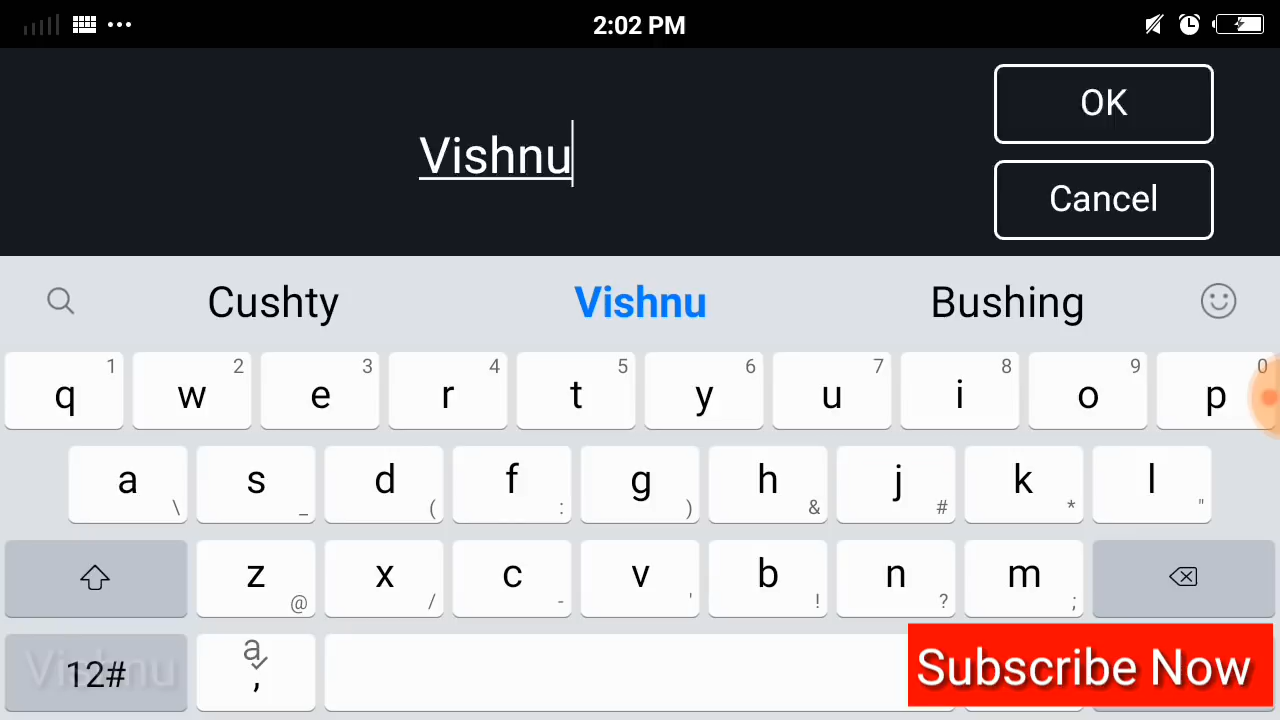 2:02 PM
Vishnu
OK
Cancel
Cushty Vishnu Bushing
1 2 3 4 5 6 7 8 9 0
q w e r t y u i o p
a s d f g h j k l
\ _ ( : ) & # * "
z x c v b n m
@ / - ' ! ? ;
12# a , Subscribe Now
Vishnu